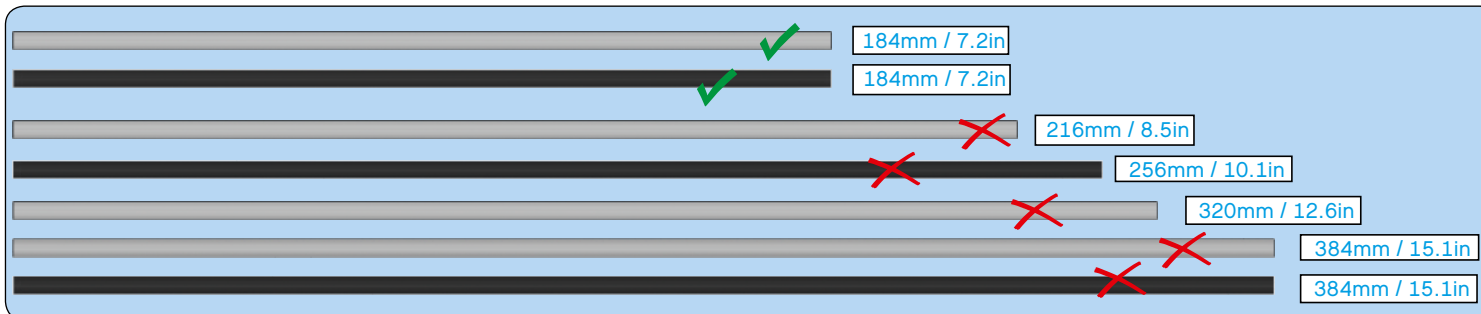 184mm / 7.2in
184mm / 7.2in
216mm / 8.5in
256mm / 10.1in
320mm / 12.6in
384mm / 15.1in
384mm / 15.1in